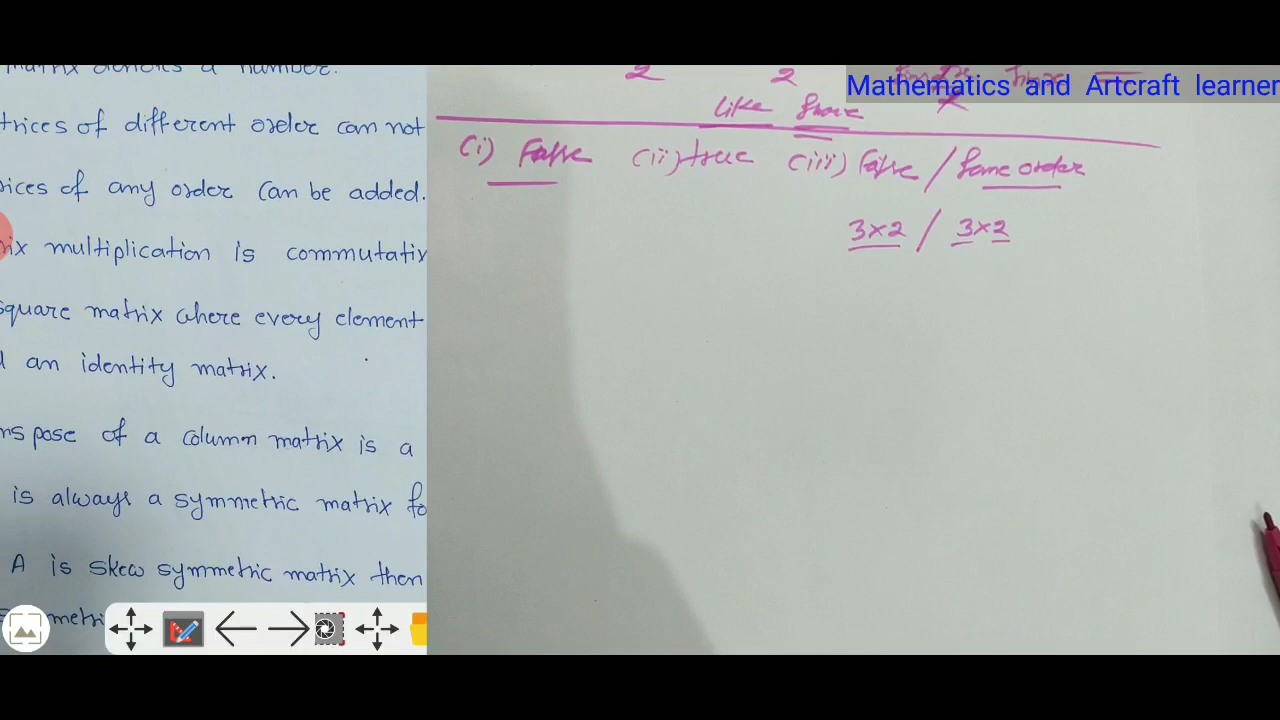 matrix denotes a number.
trices of different order can not
rices of any order can be added.
rix multiplication is commutativ
square matrix where every element
an identity matrix.
nspose of a column matrix is a
is always a symmetric matrix fo
A is skew symmetric matrix then
Mathematics and Artcraft learner
2 2
Like
(i) False (ii) true (iii) False / Same order
3×2 / 3×2